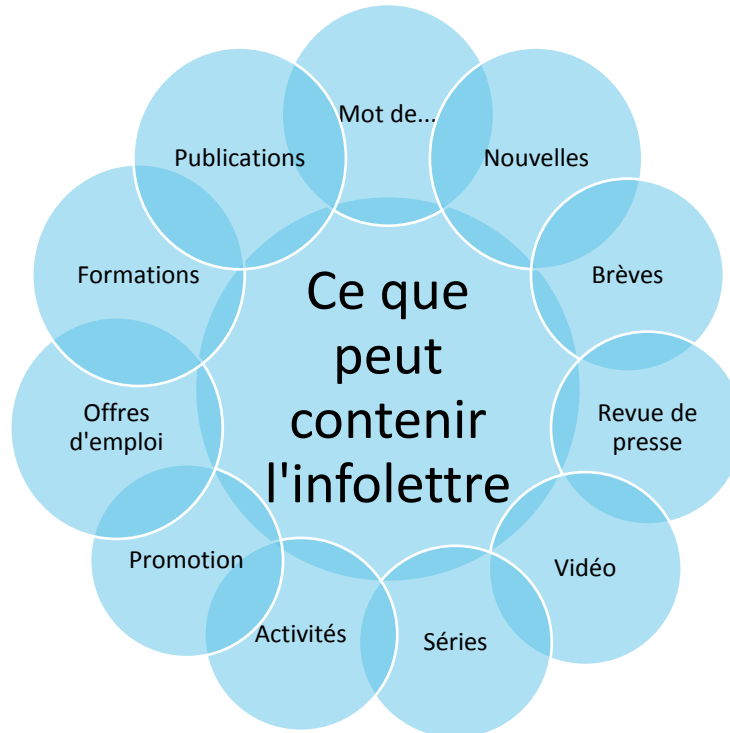 Mot de...
Nouvelles
Brèves
Revue de
presse
Vidéo
Séries
Activités
Promotion
Offres
d'emploi
Formations
Publications
Ce que
peut
contenir
l'infolettre